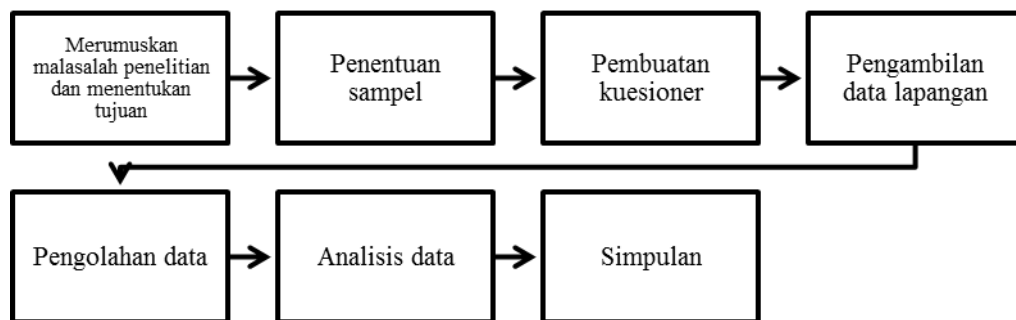 Merumuskan
malasalah penelitian
dan menentukan
tujuan
Penentuan
sampel
Pembuatan
kuesioner
Pengambilan
data lapangan
Pengolahan data
Analisis data
Simpulan